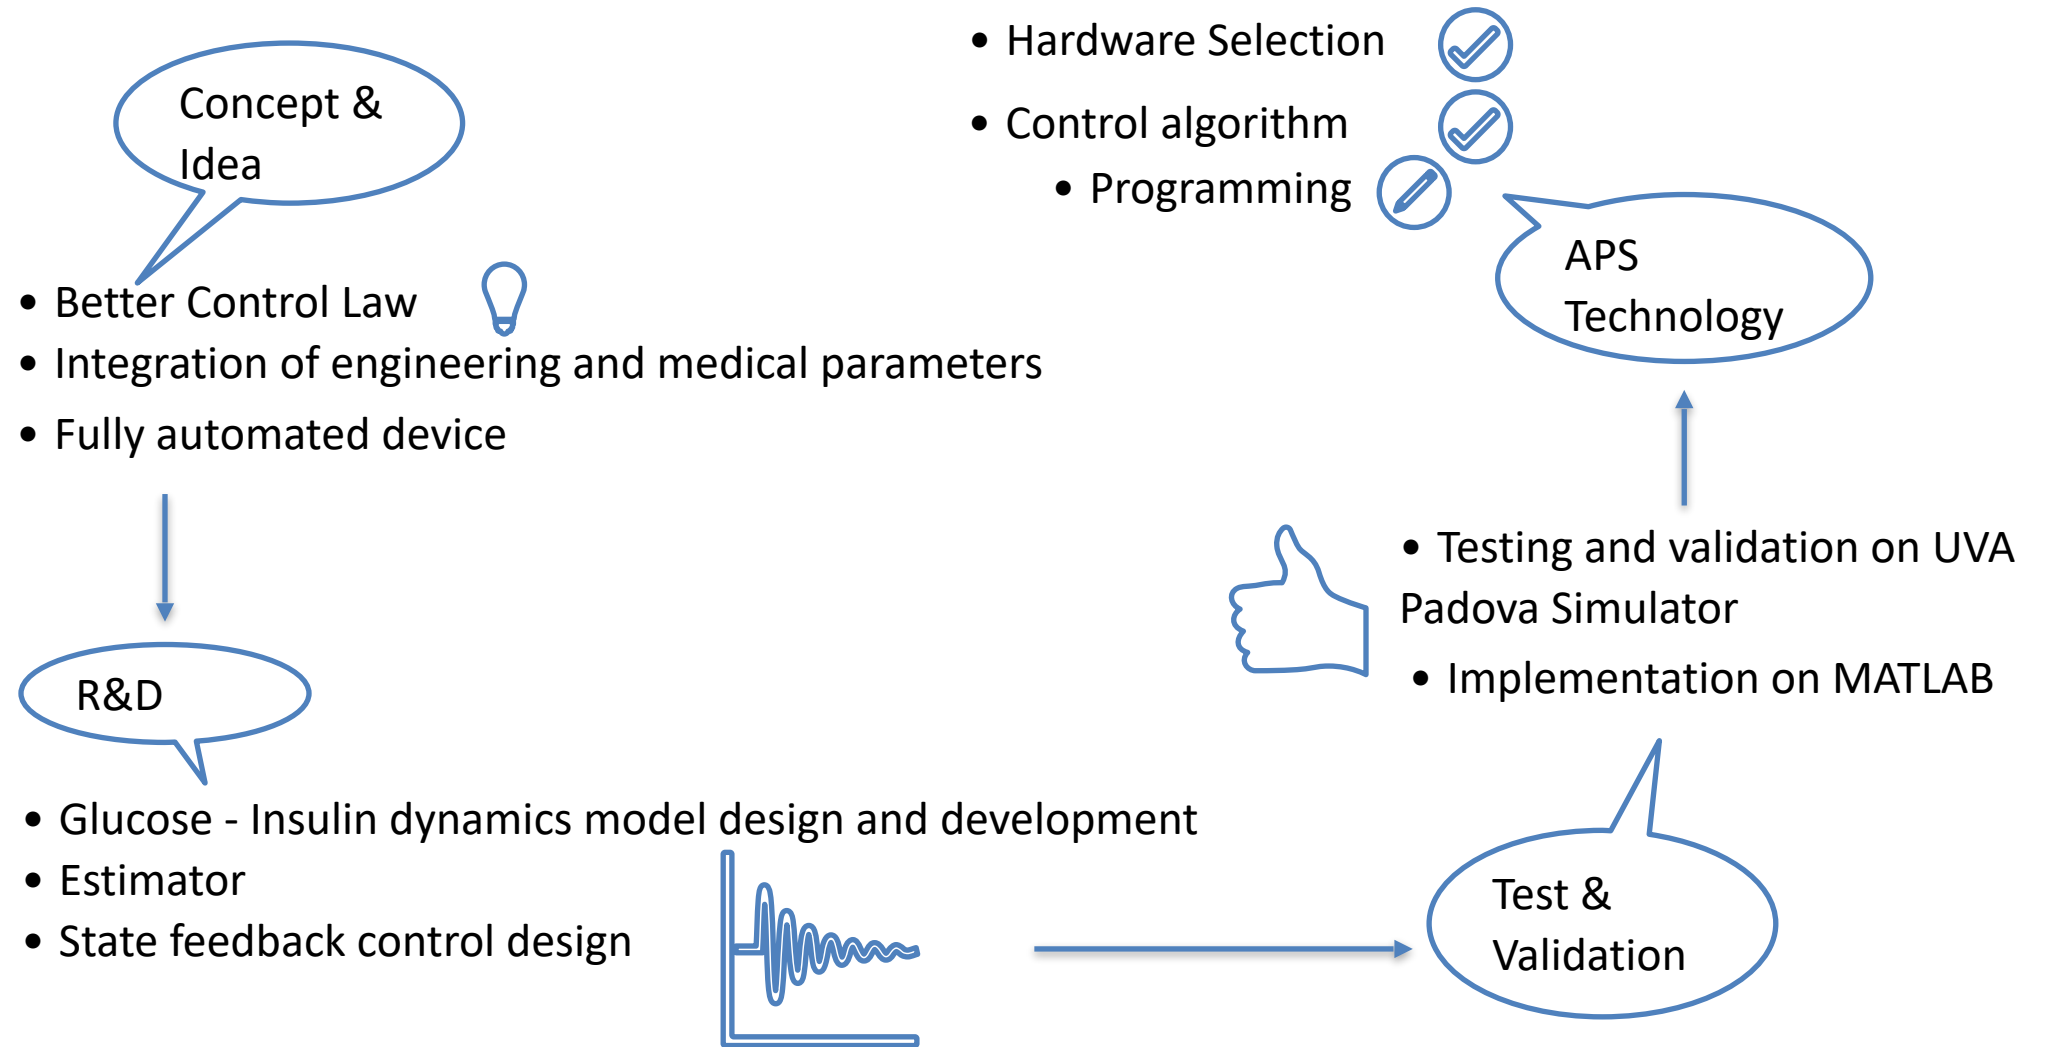 Concept &
Idea
• Better Control Law
• Integration of engineering and medical parameters
• Fully automated device
R&D
• Glucose - Insulin dynamics model design and development
• Estimator
• State feedback control design
Test &
Validation
• Testing and validation on UVA
Padova Simulator
• Implementation on MATLAB
APS
Technology
• Hardware Selection
• Control algorithm
• Programming